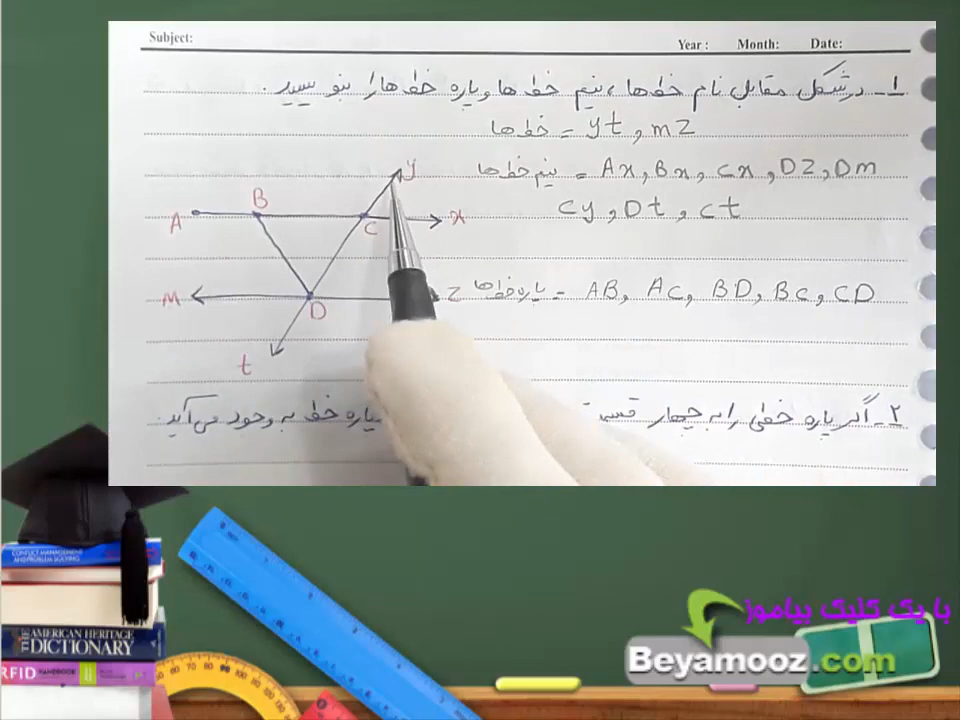 Subject:
Year : Month: Date:
۱- در شکل مقابل نام خط ها، نیم خط ها و پاره خط ها را بنویسید.
خط ها = yt , mz
نیم خط ها = Ax , Bx , cx , Dz , Dm
cy , Dt , ct
پاره خط ها = AB, AC, BD, BC, CD
y
B
A
C
x
M
D
z
t
۲- اگر پاره خطی را به چهار قسمت
پاره خط به وجود می آید.
CONFLICT MANAGEMENT
AND PROBLEM SOLVING
THE AMERICAN HERITAGE
DICTIONARY
RFID HANDBOOK
با یک کلیک بیاموز
Beyamooz.com